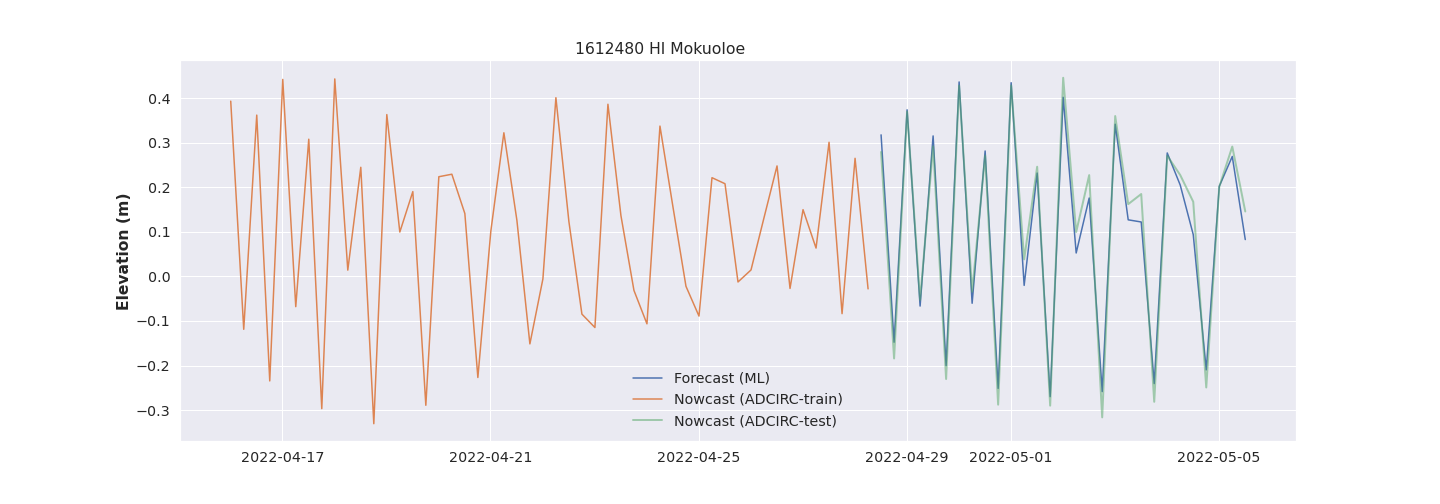 1612480 HI Mokuoloe
Elevation (m)
0.4
0.3
0.2
0.1
0.0
−0.1
−0.2
−0.3
Forecast (ML)
Nowcast (ADCIRC-train)
Nowcast (ADCIRC-test)
2022-04-17 2022-04-21 2022-04-25 2022-04-29 2022-05-01 2022-05-05